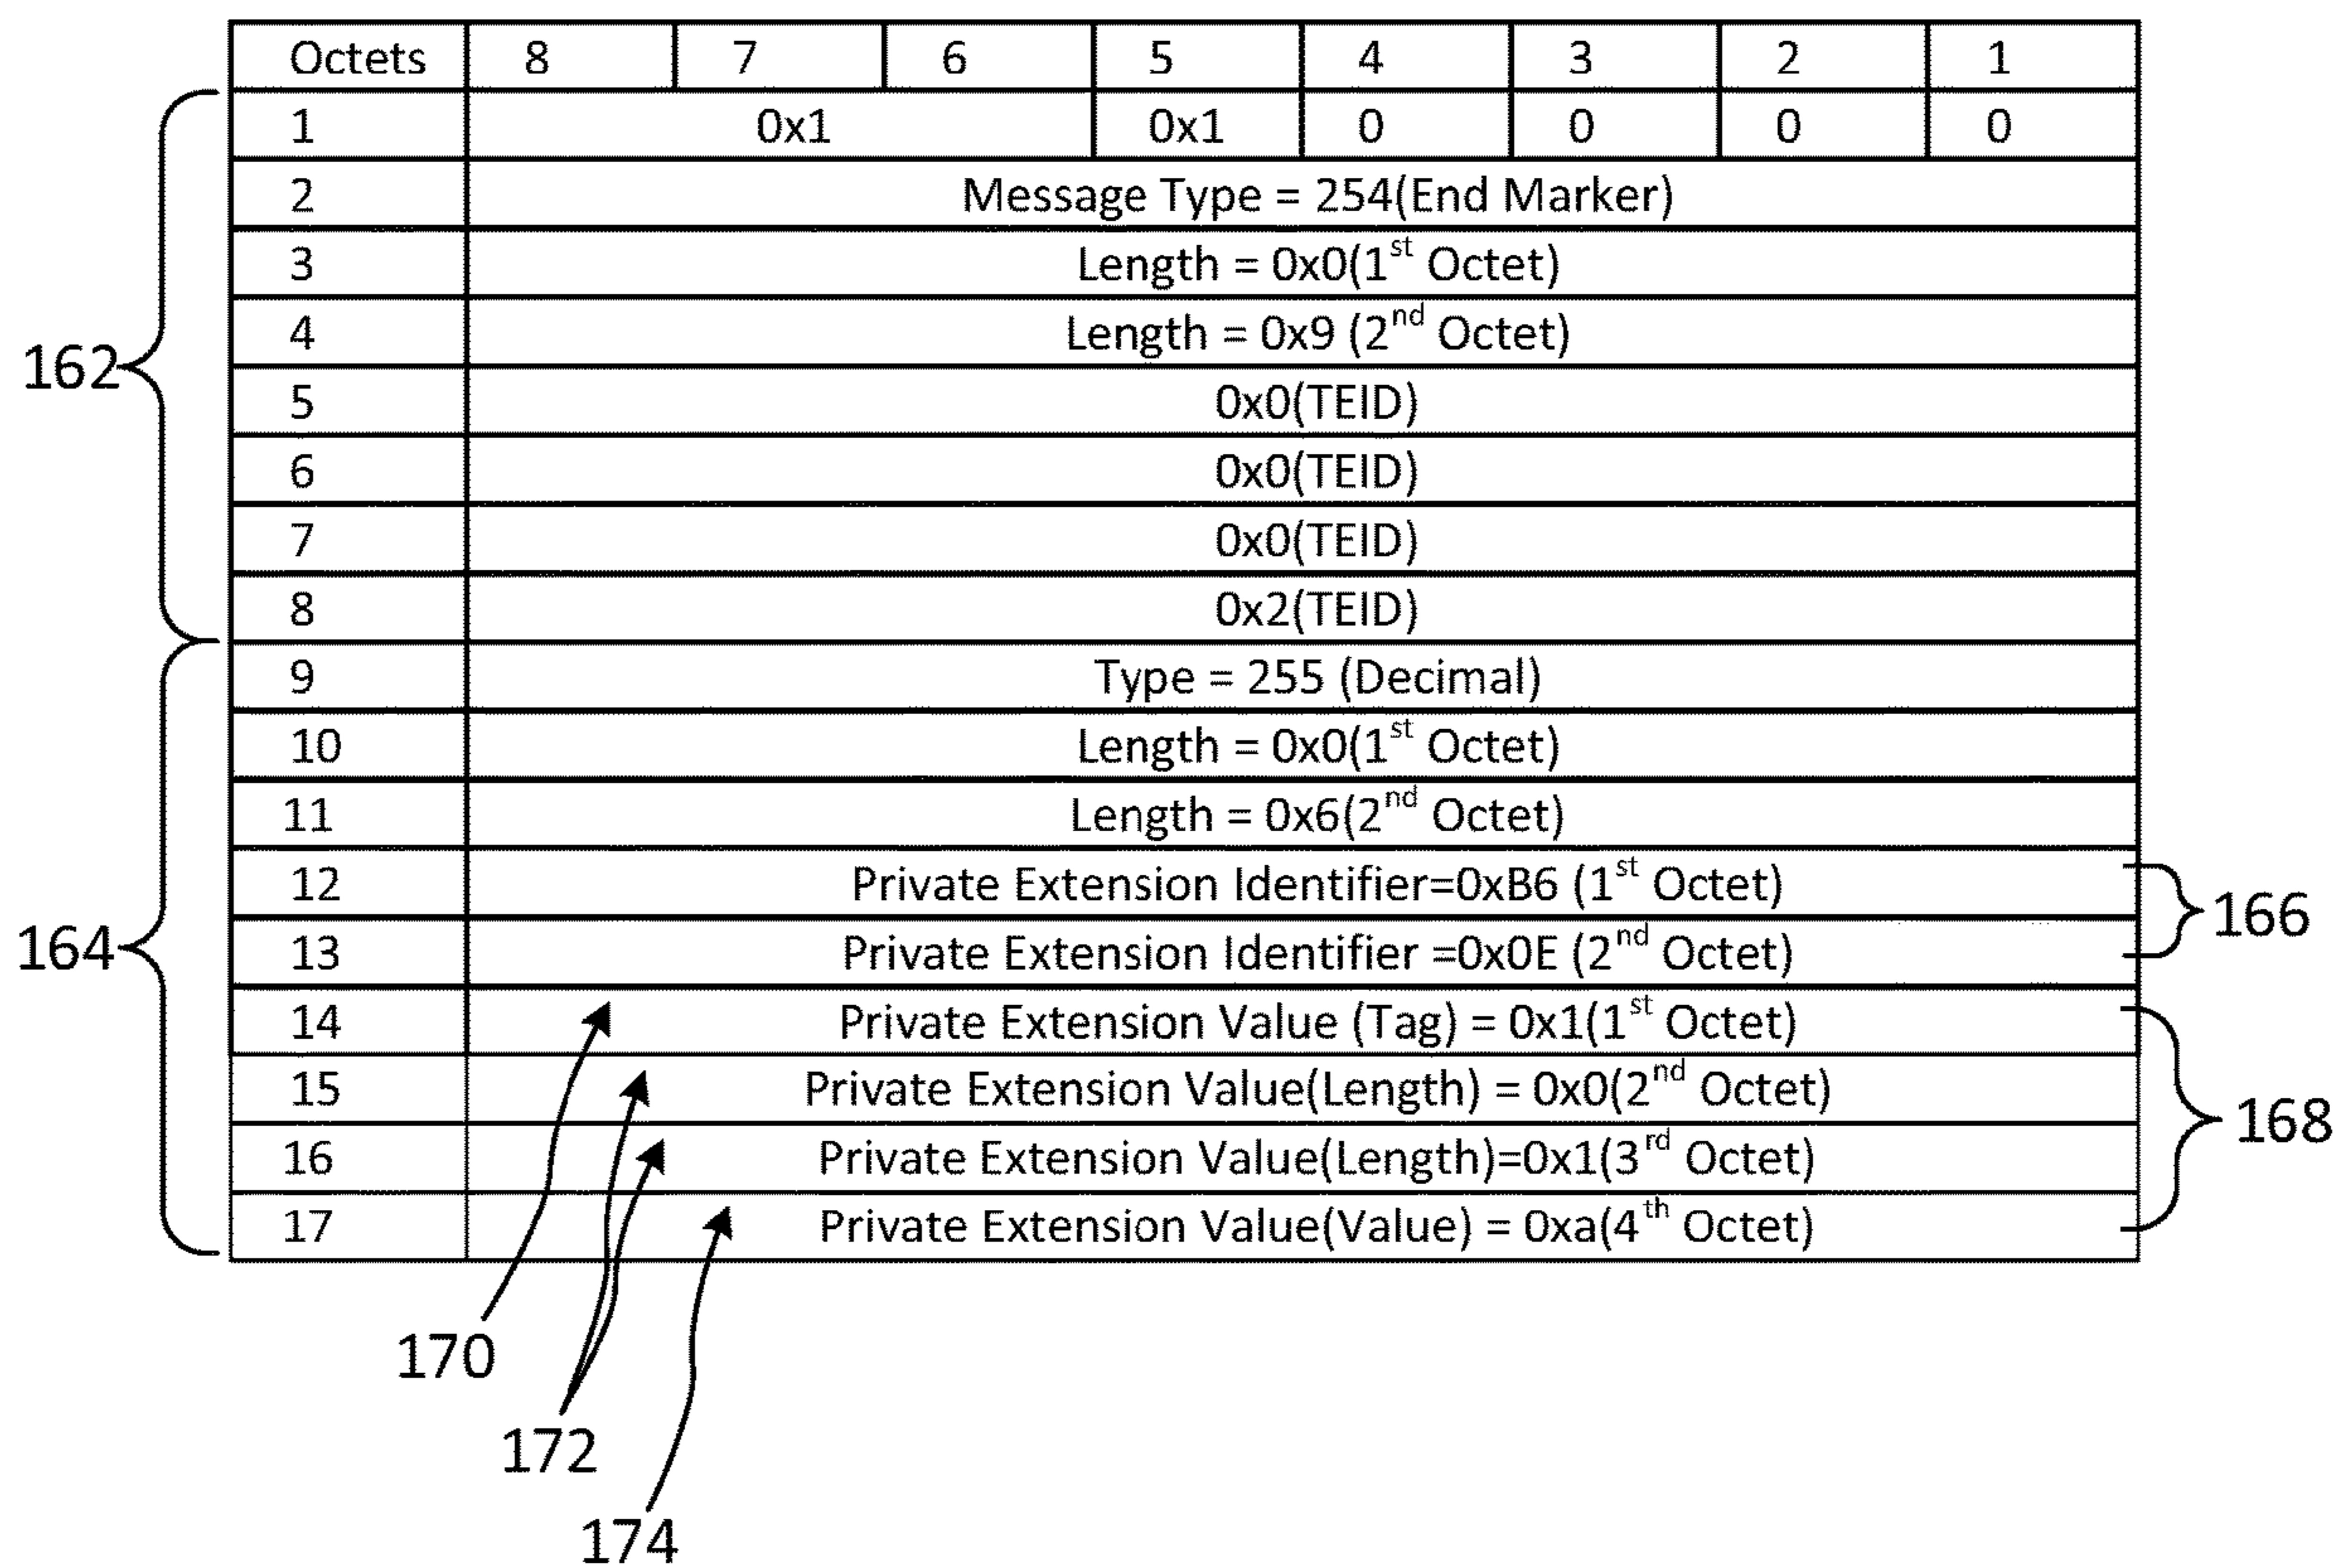 Octets 8 7 6 5 4 3 2 1
1 0x1 0x1 0 0 0 0
2 Message Type = 254(End Marker)
3 Length = 0x0(1st Octet)
4 Length = 0x9 (2nd Octet)
162
5 0x0(TEID)
6 0x0(TEID)
7 0x0(TEID)
8 0x2(TEID)
9 Type = 255 (Decimal)
10 Length = 0x0(1st Octet)
11 Length = 0x6(2nd Octet)
12 Private Extension Identifier=0xB6 (1st Octet)
166
164
13 Private Extension Identifier =0x0E (2nd Octet)
14 Private Extension Value (Tag) = 0x1(1st Octet)
15 Private Extension Value(Length) = 0x0(2nd Octet)
168
16 Private Extension Value(Length)=0x1(3rd Octet)
17 Private Extension Value(Value) = 0xa(4th Octet)
170
172
174